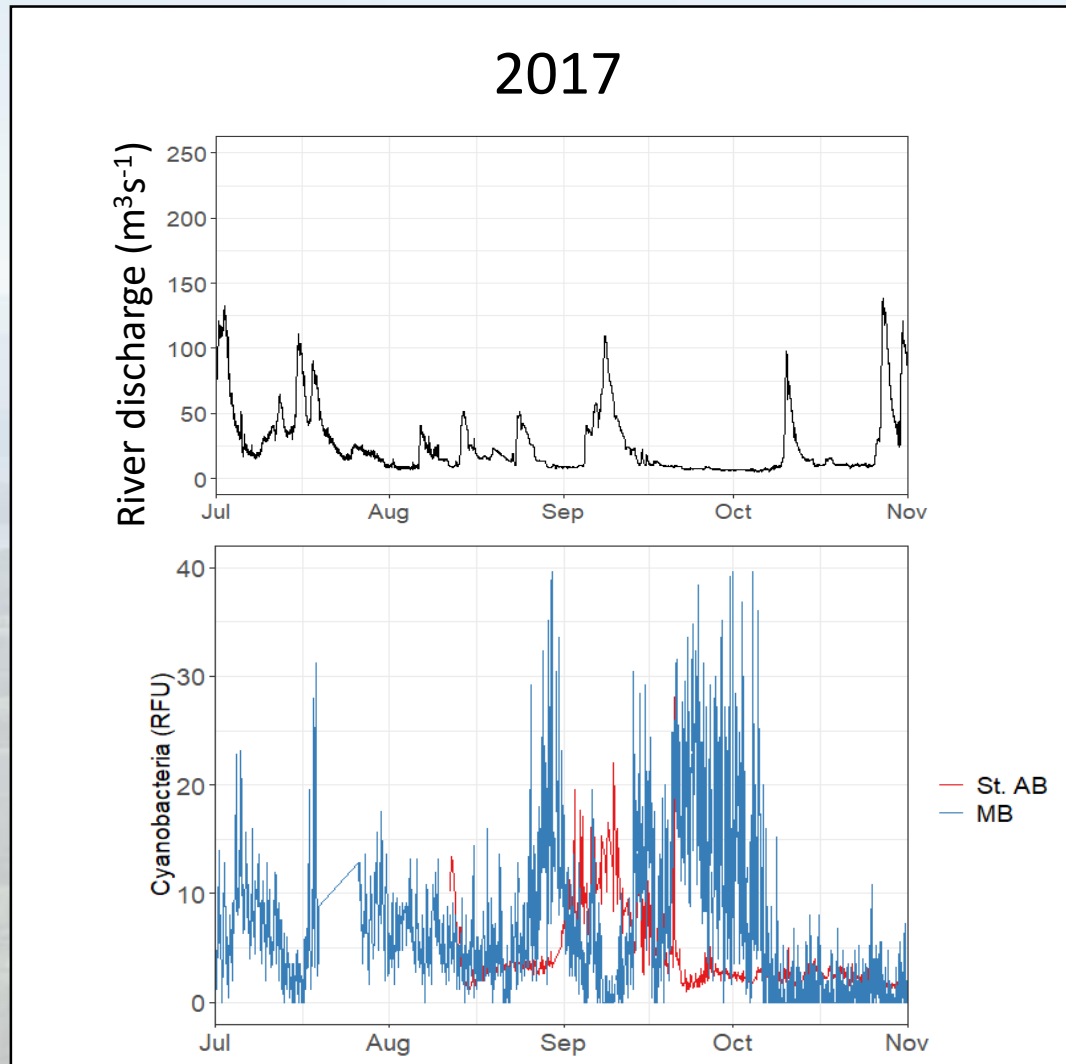 2017
River discharge (m³s⁻¹)
250
200
150
100
50
0
Jul Aug Sep Oct Nov
Cyanobacteria (RFU)
40
30
20
10
0
Jul Aug Sep Oct Nov
St. AB
MB